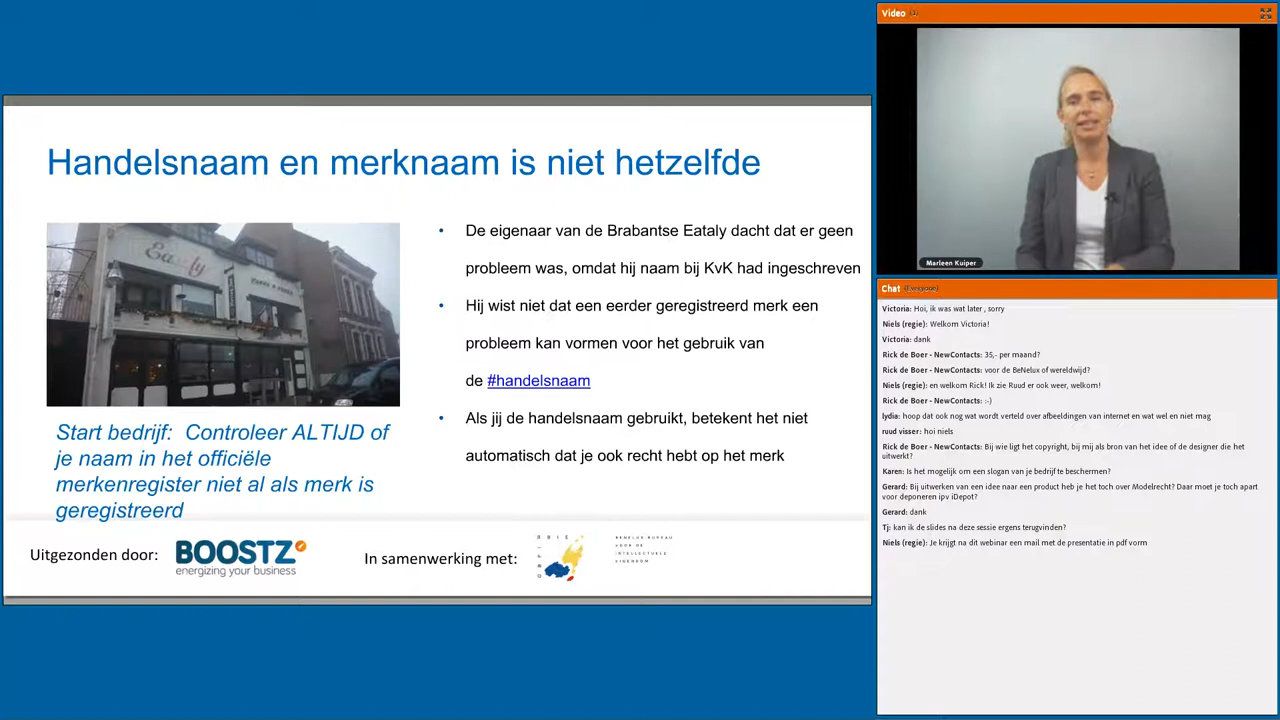 Handelsnaam en merknaam is niet hetzelfde
Eataly
Start bedrijf: Controleer ALTIJD of
je naam in het officiële
merkenregister niet al als merk is
geregistreerd
• De eigenaar van de Brabantse Eataly dacht dat er geen
probleem was, omdat hij naam bij KvK had ingeschreven
• Hij wist niet dat een eerder geregistreerd merk een
probleem kan vormen voor het gebruik van
de #handelsnaam
• Als jij de handelsnaam gebruikt, betekent het niet
automatisch dat je ook recht hebt op het merk
Uitgezonden door:
BOOSTZ
energizing your business
In samenwerking met:
OBPI BBIE
BENELUX-BUREAU
VOOR DE
INTELLECTUELE
EIGENDOM
Video (1)
Marleen Kuiper
Chat (Everyone)
Victoria: Hoi, ik was wat later , sorry
Niels (regie): Welkom Victoria!
Victoria: dank
Rick de Boer - NewContacts: 35,- per maand?
Rick de Boer - NewContacts: voor de BeNelux of wereldwijd?
Niels (regie): en welkom Rick! Ik zie Ruud er ook weer, welkom!
Rick de Boer - NewContacts: :-)
lydia: hoop dat ook nog wat wordt verteld over afbeeldingen van internet en wat wel en niet mag
ruud visser: hoi niels
Rick de Boer - NewContacts: Bij wie ligt het copyright, bij mij als bron van het idee of de designer die het
uitwerkt?
Karen: Is het mogelijk om een slogan van je bedrijf te beschermen?
Gerard: Bij uitwerken van een idee naar een product heb je het toch over Modelrecht? Daar moet je toch apart
voor deponeren ipv iDepot?
Gerard: dank
Tj: kan ik de slides na deze sessie ergens terugvinden?
Niels (regie): Je krijgt na dit webinar een mail met de presentatie in pdf vorm